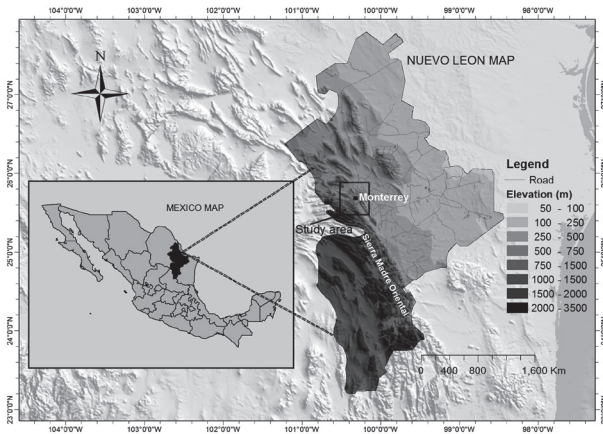 104°0'0"W 103°0'0"W 102°0'0"W 101°0'0"W 100°0'0"W 99°0'0"W 98°0'0"W
N
NUEVO LEON MAP
27°0'0"N
26°0'0"N
25°0'0"N
24°0'0"N
23°0'0"N
MEXICO MAP
Monterrey
Study area
Sierra Madre Oriental
Legend
Road
Elevation (m)
50 - 100
100 - 250
250 - 500
500 - 750
750 - 1500
1000 - 1500
1500 - 2000
2000 - 3500
0 400 800 1,600 Km
104°0'0"W 103°0'0"W 102°0'0"W 101°0'0"W 100°0'0"W 99°0'0"W 98°0'0"W